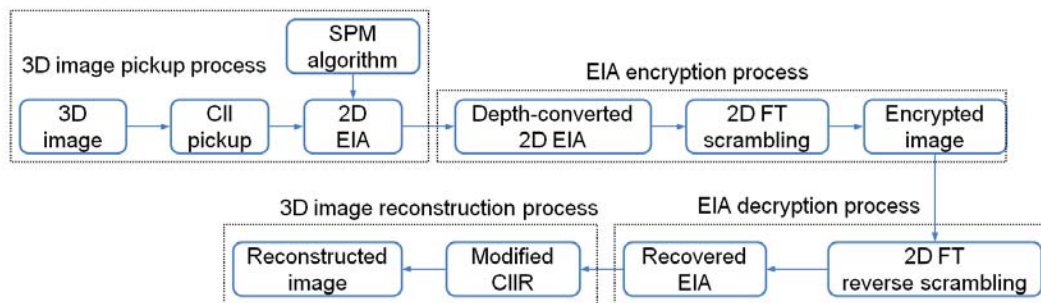 SPM
algorithm
3D image pickup process
3D
image
CII
pickup
2D
EIA
EIA encryption process
Depth-converted
2D EIA
2D FT
scrambling
Encrypted
image
EIA decryption process
2D FT
reverse scrambling
Recovered
EIA
3D image reconstruction process
Modified
CIIR
Reconstructed
image